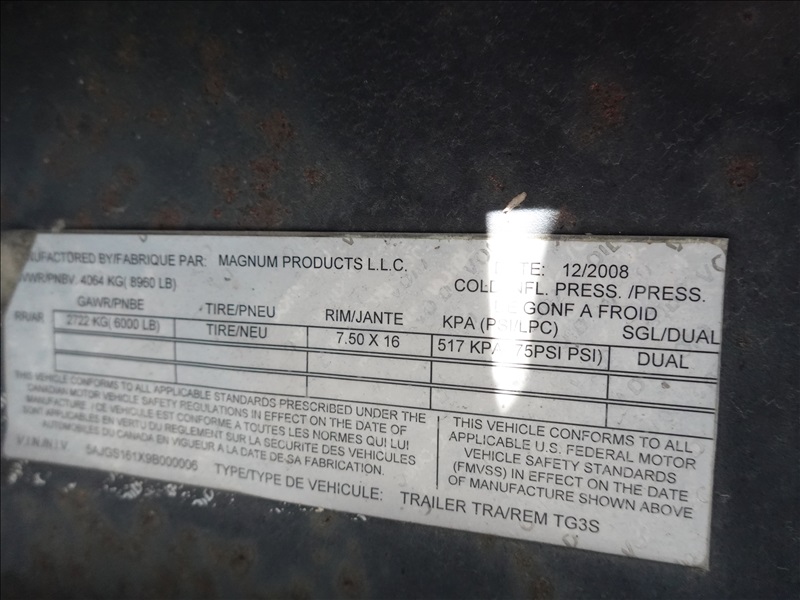 NUFACTORED BY/FABRIQUE PAR: MAGNUM PRODUCTS L.L.C. DATE: 12/2008
VWR/PNBV 4064 KG( 8960 LB) COLD INFL. PRESS. /PRESS.
DE GONF A FROID
GAWR/PNBE TIRE/PNEU RIM/JANTE KPA (PSI/LPC) SGL/DUAL
RR/AR 2722 KG( 6000 LB) TIRE/NEU 7.50 X 16 517 KPA 75PSI PSI) DUAL
THIS VEHICLE CONFORMS TO ALL APPLICABLE STANDARDS PRESCRIBED UNDER THE
CANADIAN MOTOR VEHICLE SAFETY REGULATIONS IN EFFECT ON THE DATE OF
MANUFACTURE. / CE VEHICULE EST CONFORME A TOUTES LES NORMES QUI LUI
SONT APPLICABLES EN VERTU DU REGLEMENT SUR LA SECURITE DES VEHICULES
AUTOMOBILES DU CANADA EN VIGUEUR A LA DATE DE SA FABRICATION.
THIS VEHICLE CONFORMS TO ALL
APPLICABLE U.S. FEDERAL MOTOR
VEHICLE SAFETY STANDARDS
(FMVSS) IN EFFECT ON THE DATE
OF MANUFACTURE SHOWN ABOVE
V.I.N./N.I.V. 5AJGS161X9B000006 TYPE/TYPE DE VEHICULE: TRAILER TRA/REM TG3S